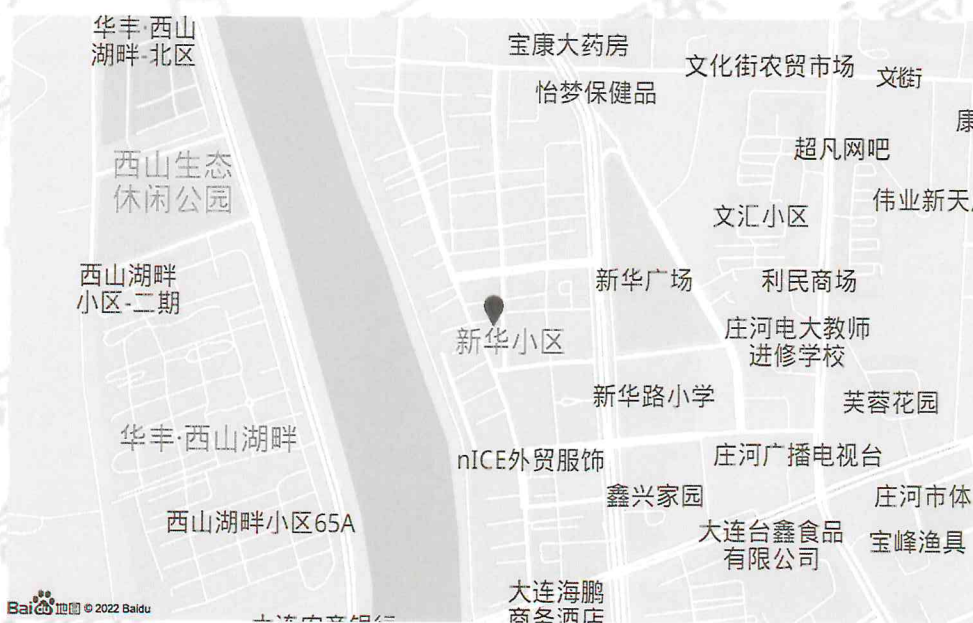 华丰·西山
湖畔-北区
宝康大药房
文化街农贸市场
怡梦保健品
超凡网吧
西山生态
休闲公园
伟业新天
文汇小区
西山湖畔
小区-二期
新华广场
利民商场
庄河电大教师
进修学校
新华小区
新华路小学
芙蓉花园
华丰·西山湖畔
nICE外贸服饰
庄河广播电视台
鑫兴家园
庄河市体
西山湖畔小区65A
大连台鑫食品
有限公司
宝峰渔具
大连海鹏
商务酒店
Bai du 地图 © 2022 Baidu